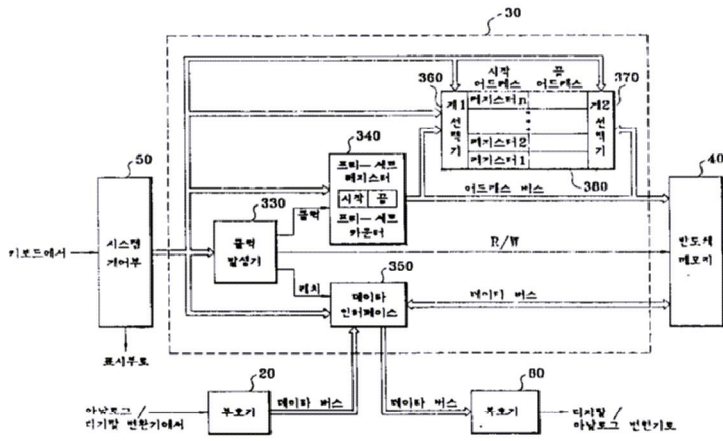 30
360
시작
어드레스
끝
어드레스
370
제1
선택기
레지스터n
레지스터2
레지스터1
제2
선택기
380
340
프리-세트
레지스터
시작
끝
프리-세트
카운터
어드레스 버스
40
반도체
메모리
50
키보드에서
시스템
제어부
표시부로
330
클럭
발생기
클럭
래치
R/W
350
데이타
인터페이스
데이타 버스
20
아날로그/
디지탈 변환기에서
부호기
데이타 버스
데이타 버스
60
복호기
디지탈/
아날로그 변환기로